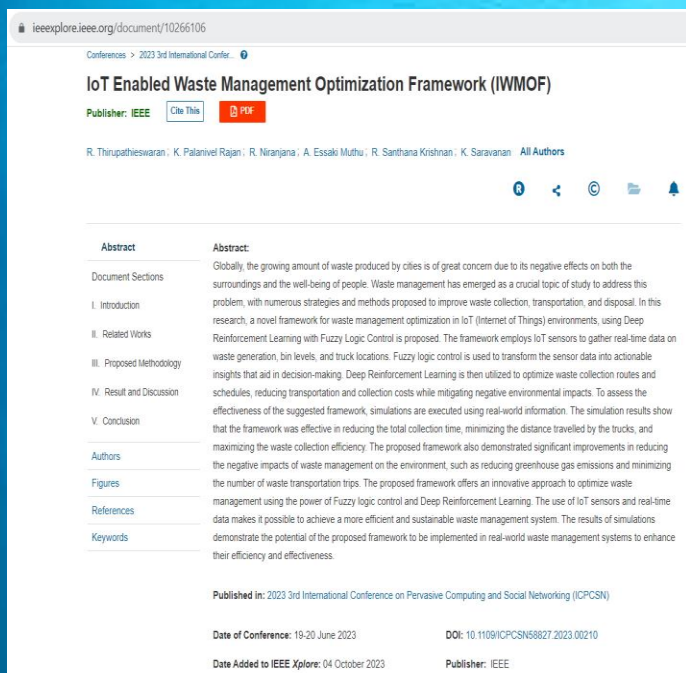 ieeexplore.ieee.org/document/10266106
Conferences > 2023 3rd International Confer...
IoT Enabled Waste Management Optimization Framework (IWMOF)
Publisher: IEEE Cite This PDF
R. Thirupathieswaran; K. Palanivel Rajan; R. Niranjana; A. Essaki Muthu; R. Santhana Krishnan; K. Saravanan All Authors
Abstract
Document Sections
I. Introduction
II. Related Works
III. Proposed Methodology
IV. Result and Discussion
V. Conclusion
Authors
Figures
References
Keywords
Abstract:
Globally, the growing amount of waste produced by cities is of great concern due to its negative effects on both the
surroundings and the well-being of people. Waste management has emerged as a crucial topic of study to address this
problem, with numerous strategies and methods proposed to improve waste collection, transportation, and disposal. In this
research, a novel framework for waste management optimization in IoT (Internet of Things) environments, using Deep
Reinforcement Learning with Fuzzy Logic Control is proposed. The framework employs IoT sensors to gather real-time data on
waste generation, bin levels, and truck locations. Fuzzy logic control is used to transform the sensor data into actionable
insights that aid in decision-making. Deep Reinforcement Learning is then utilized to optimize waste collection routes and
schedules, reducing transportation and collection costs while mitigating negative environmental impacts. To assess the
effectiveness of the suggested framework, simulations are executed using real-world information. The simulation results show
that the framework was effective in reducing the total collection time, minimizing the distance travelled by the trucks, and
maximizing the waste collection efficiency. The proposed framework also demonstrated significant improvements in reducing
the negative impacts of waste management on the environment, such as reducing greenhouse gas emissions and minimizing
the number of waste transportation trips. The proposed framework offers an innovative approach to optimize waste
management using the power of Fuzzy logic control and Deep Reinforcement Learning. The use of IoT sensors and real-time
data makes it possible to achieve a more efficient and sustainable waste management system. The results of simulations
demonstrate the potential of the proposed framework to be implemented in real-world waste management systems to enhance
their efficiency and effectiveness.
Published in: 2023 3rd International Conference on Pervasive Computing and Social Networking (ICPCSN)
Date of Conference: 19-20 June 2023 DOI: 10.1109/ICPCSN58827.2023.00210
Date Added to IEEE Xplore: 04 October 2023 Publisher: IEEE